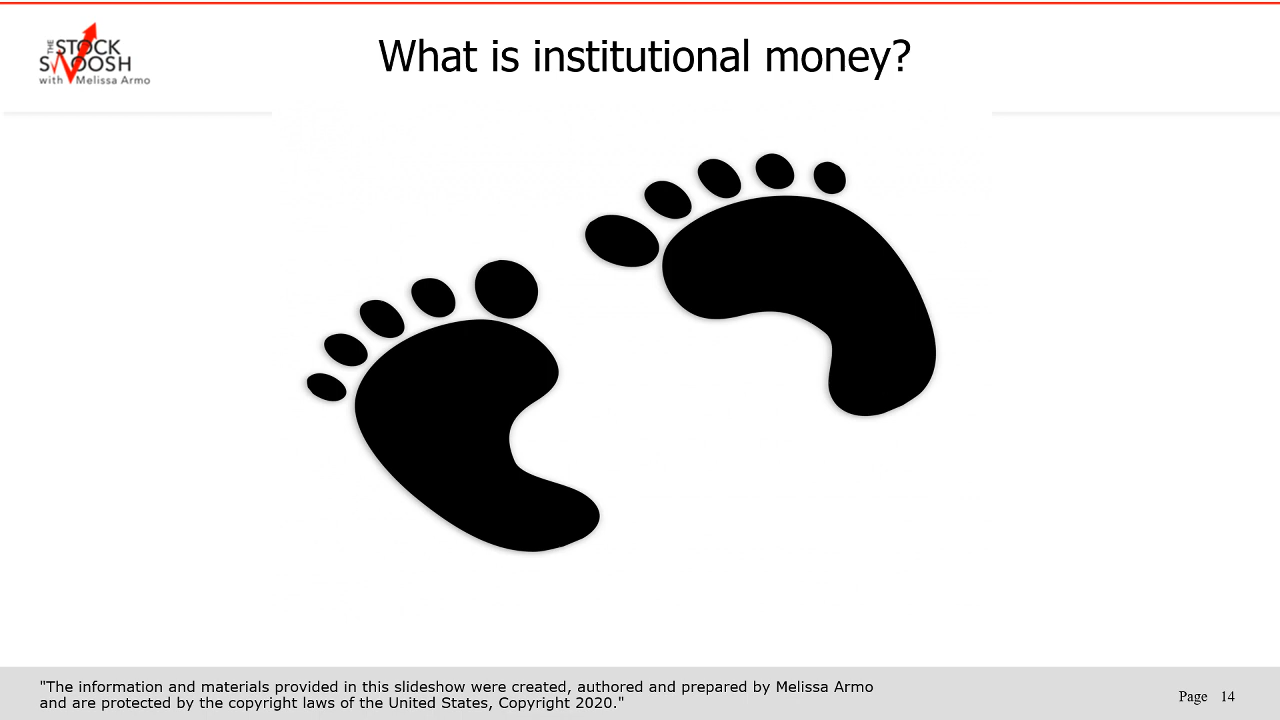 THE
STOCK
SWOOSH
with Melissa Armo
What is institutional money?
"The information and materials provided in this slideshow were created, authored and prepared by Melissa Armo
and are protected by the copyright laws of the United States, Copyright 2020."
Page 14